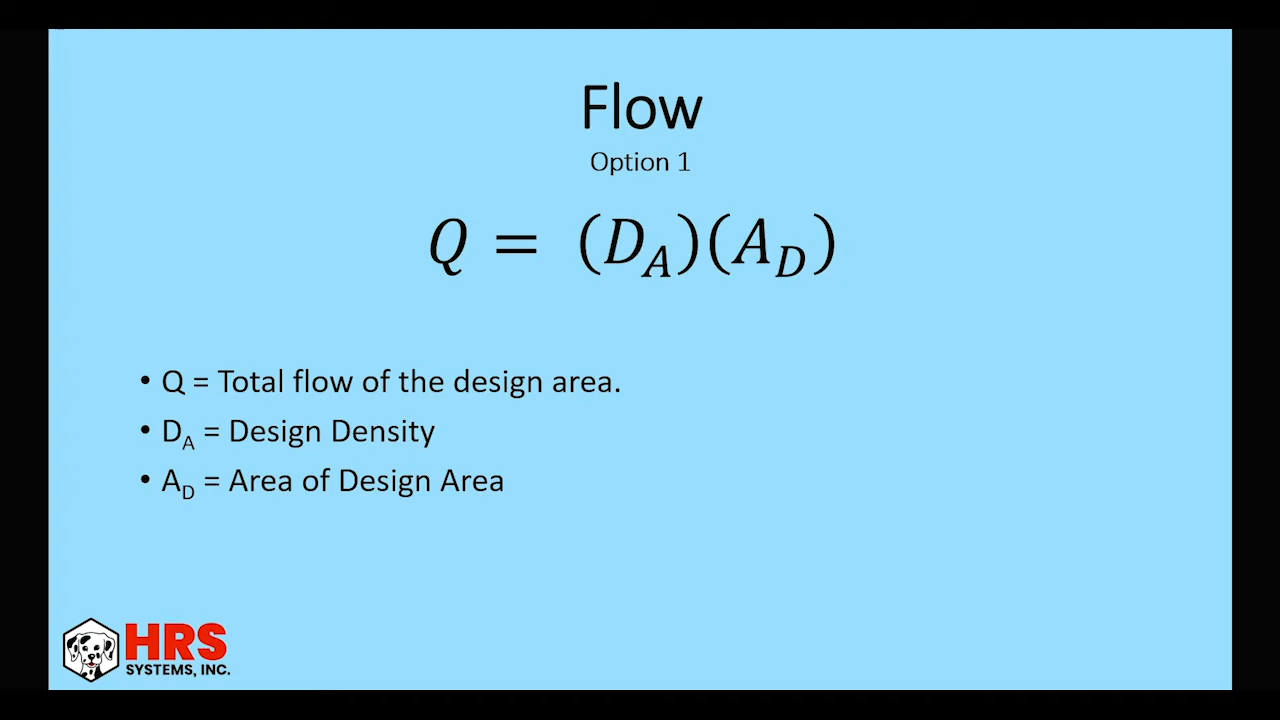 Flow
Option 1
Q = (D_A)(A_D)
• Q = Total flow of the design area.
• D_A = Design Density
• A_D = Area of Design Area
HRS
SYSTEMS, INC.